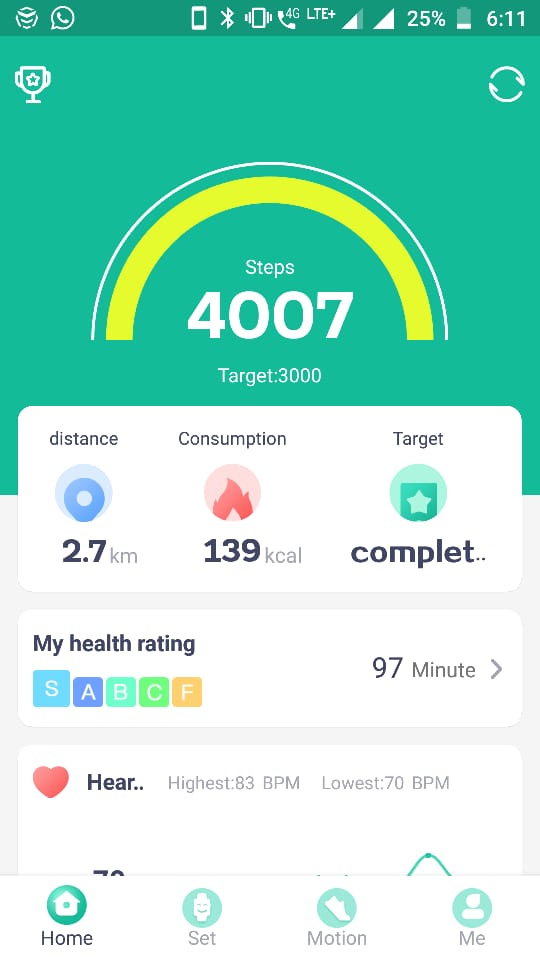 4G LTE+ 25% 6:11
Steps
4007
Target:3000
distance Consumption Target
2.7 km 139 kcal complet..
My health rating
S A B C F
97 Minute
Hear.. Highest:83 BPM Lowest:70 BPM
Home Set Motion Me